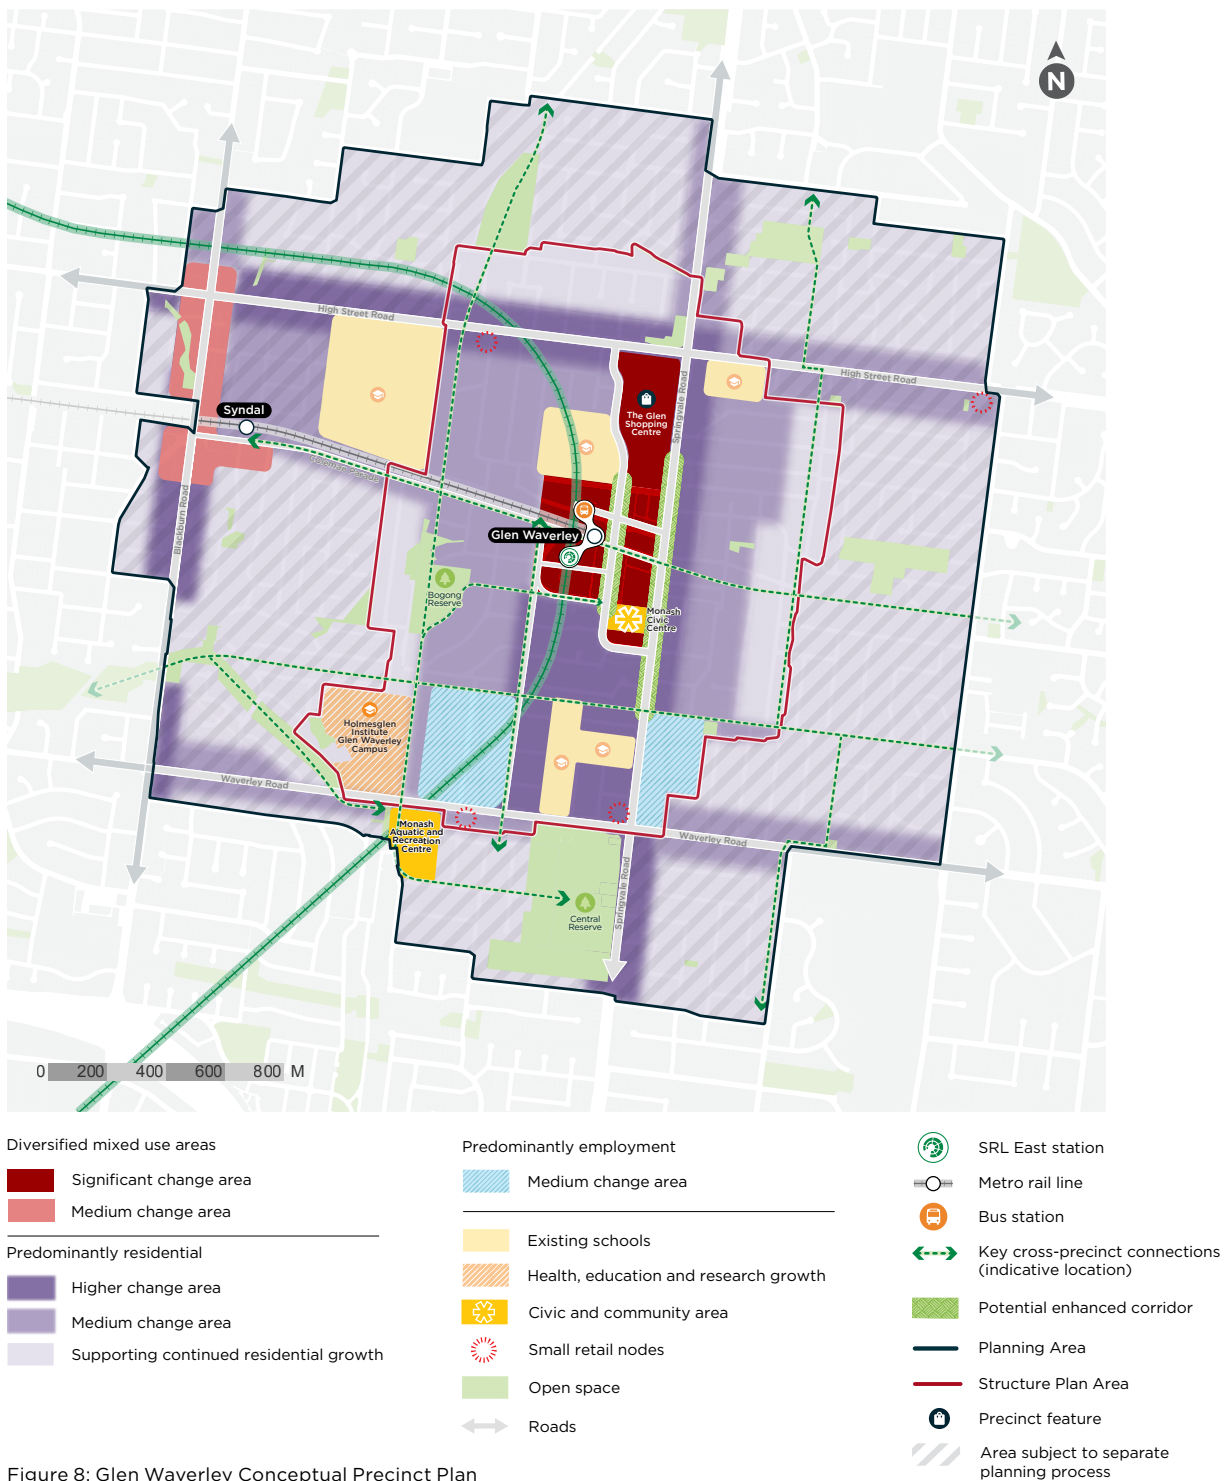 N
High Street Road
Syndal
Coleman Parade
Blackburn Road
The Glen
Shopping
Centre
Springvale Road
High Street Road
Glen Waverley
Bogong
Reserve
Monash
Civic
Centre
Holmesglen
Institute
Glen Waverley
Campus
Waverley Road
Monash
Aquatic and
Recreation
Centre
Waverley Road
Springvale Road
Central
Reserve
0 200 400 600 800 M
Diversified mixed use areas
Significant change area
Medium change area
Predominantly residential
Higher change area
Medium change area
Supporting continued residential growth
Predominantly employment
Medium change area
Existing schools
Health, education and research growth
Civic and community area
Small retail nodes
Open space
Roads
SRL East station
Metro rail line
Bus station
Key cross-precinct connections
(indicative location)
Potential enhanced corridor
Planning Area
Structure Plan Area
Precinct feature
Area subject to separate
planning process
Figure 8: Glen Waverley Conceptual Precinct Plan